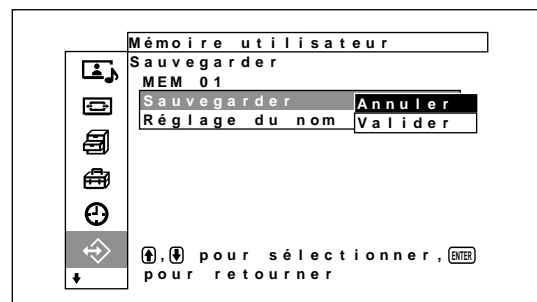 Mémoire utilisateur
Sauvegarder
MEM 01
Sauvegarder Annuler
Réglage du nom Valider
, pour sélectionner, ENTER
pour retourner